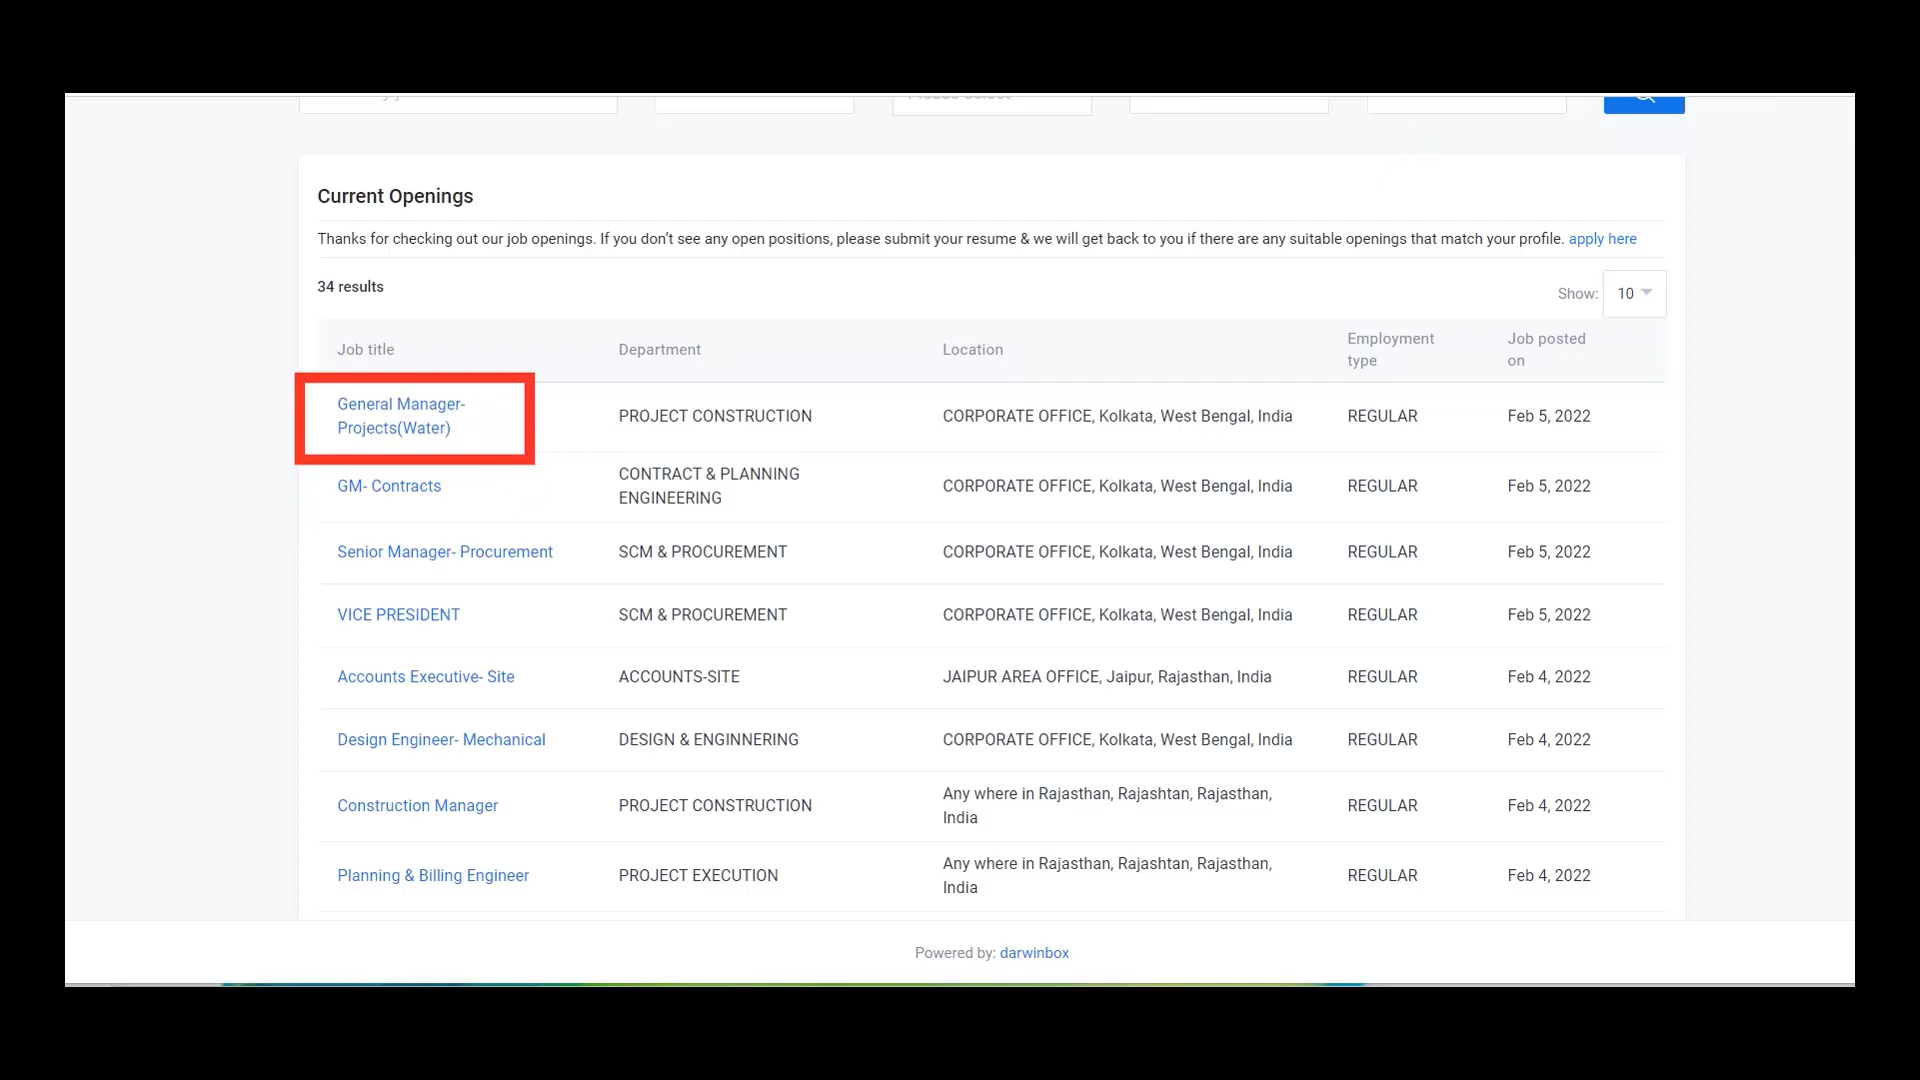 Current Openings
Thanks for checking out our job openings. If you don’t see any open positions, please submit your resume & we will get back to you if there are any suitable openings that match your profile. apply here
34 results
Show: 10
Job title Department Location Employment type Job posted on
General Manager- Projects(Water) PROJECT CONSTRUCTION CORPORATE OFFICE, Kolkata, West Bengal, India REGULAR Feb 5, 2022
GM- Contracts CONTRACT & PLANNING ENGINEERING CORPORATE OFFICE, Kolkata, West Bengal, India REGULAR Feb 5, 2022
Senior Manager- Procurement SCM & PROCUREMENT CORPORATE OFFICE, Kolkata, West Bengal, India REGULAR Feb 5, 2022
VICE PRESIDENT SCM & PROCUREMENT CORPORATE OFFICE, Kolkata, West Bengal, India REGULAR Feb 5, 2022
Accounts Executive- Site ACCOUNTS-SITE JAIPUR AREA OFFICE, Jaipur, Rajasthan, India REGULAR Feb 4, 2022
Design Engineer- Mechanical DESIGN & ENGINNERING CORPORATE OFFICE, Kolkata, West Bengal, India REGULAR Feb 4, 2022
Construction Manager PROJECT CONSTRUCTION Any where in Rajasthan, Rajashtan, Rajasthan, India REGULAR Feb 4, 2022
Planning & Billing Engineer PROJECT EXECUTION Any where in Rajasthan, Rajashtan, Rajasthan, India REGULAR Feb 4, 2022
Powered by: darwinbox